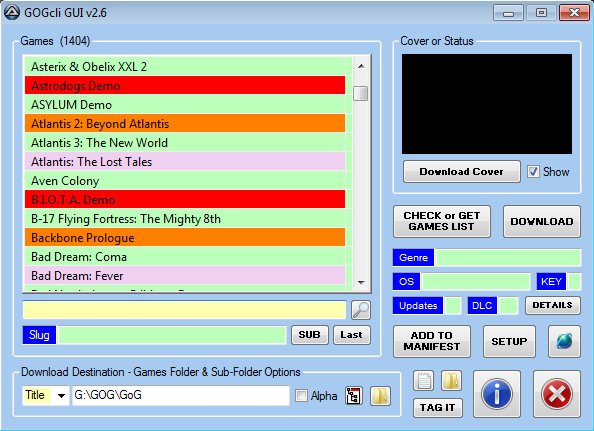 GOGcli GUI v2.6
Games (1404)
Asterix & Obelix XXL 2
Astrodogs Demo
ASYLUM Demo
Atlantis 2: Beyond Atlantis
Atlantis 3: The New World
Atlantis: The Lost Tales
Aven Colony
B.I.O.T.A. Demo
B-17 Flying Fortress: The Mighty 8th
Backbone Prologue
Bad Dream: Coma
Bad Dream: Fever
Slug
SUB
Last
Cover or Status
Download Cover
Show
CHECK or GET
GAMES LIST
DOWNLOAD
Genre
OS
KEY
Updates
DLC
DETAILS
ADD TO
MANIFEST
SETUP
Download Destination - Games Folder & Sub-Folder Options
Title
G:\GOG\GoG
Alpha
TAG IT